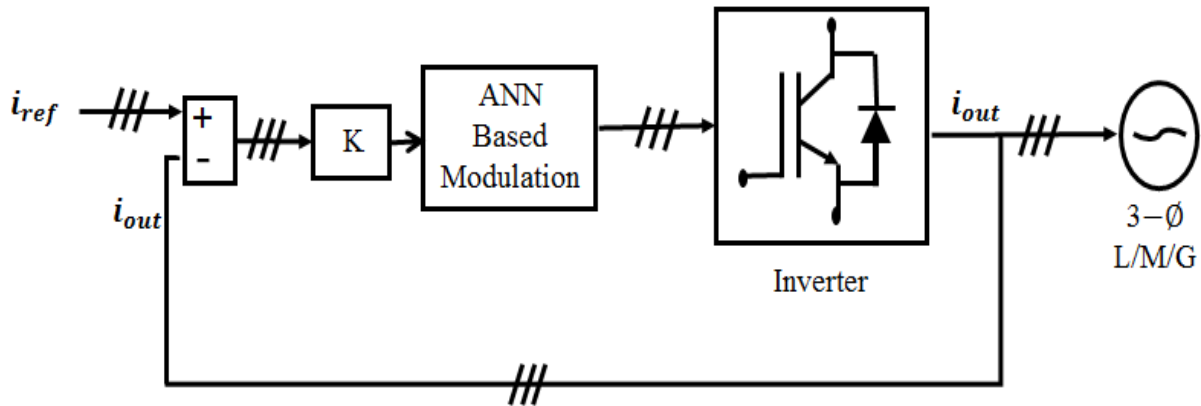 i_ref
+
-
i_out
K
ANN
Based
Modulation
Inverter
i_out
3−Ø
L/M/G